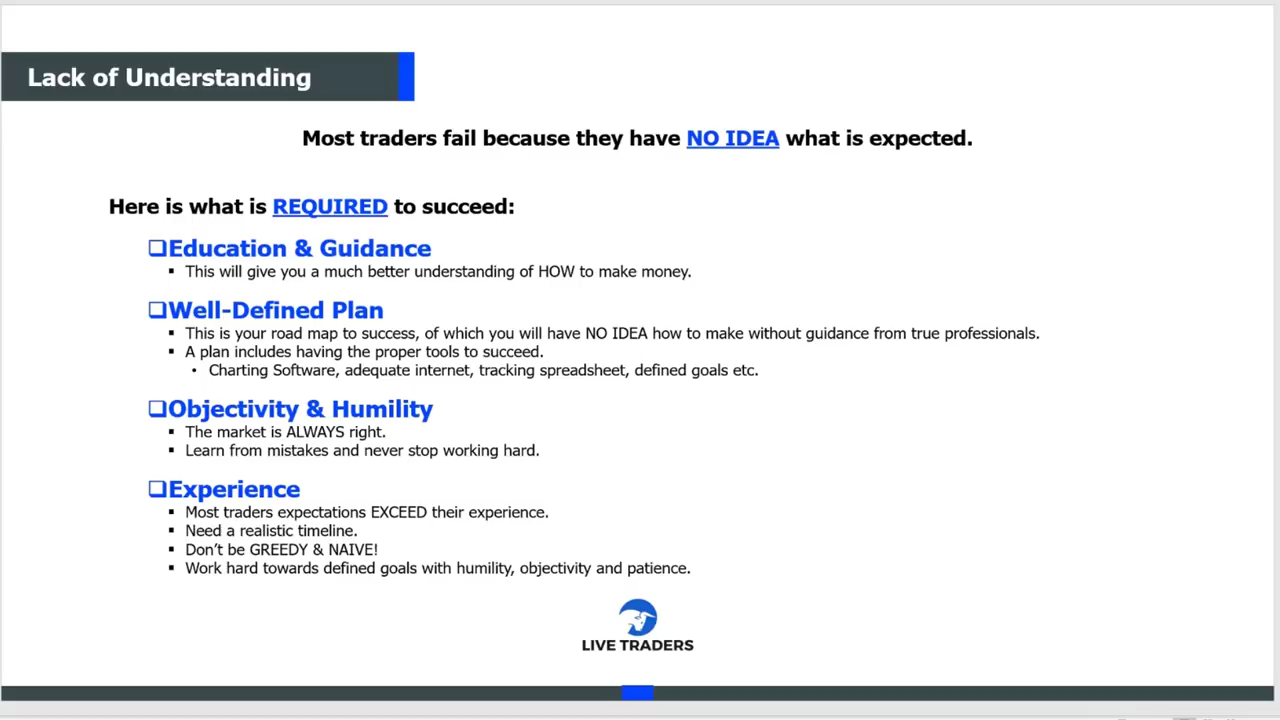 Lack of Understanding
Most traders fail because they have NO IDEA what is expected.
Here is what is REQUIRED to succeed:
❑Education & Guidance
▪ This will give you a much better understanding of HOW to make money.
❑Well-Defined Plan
▪ This is your road map to success, of which you will have NO IDEA how to make without guidance from true professionals.
▪ A plan includes having the proper tools to succeed.
• Charting Software, adequate internet, tracking spreadsheet, defined goals etc.
❑Objectivity & Humility
▪ The market is ALWAYS right.
▪ Learn from mistakes and never stop working hard.
❑Experience
▪ Most traders expectations EXCEED their experience.
▪ Need a realistic timeline.
▪ Don’t be GREEDY & NAIVE!
▪ Work hard towards defined goals with humility, objectivity and patience.
LIVE TRADERS